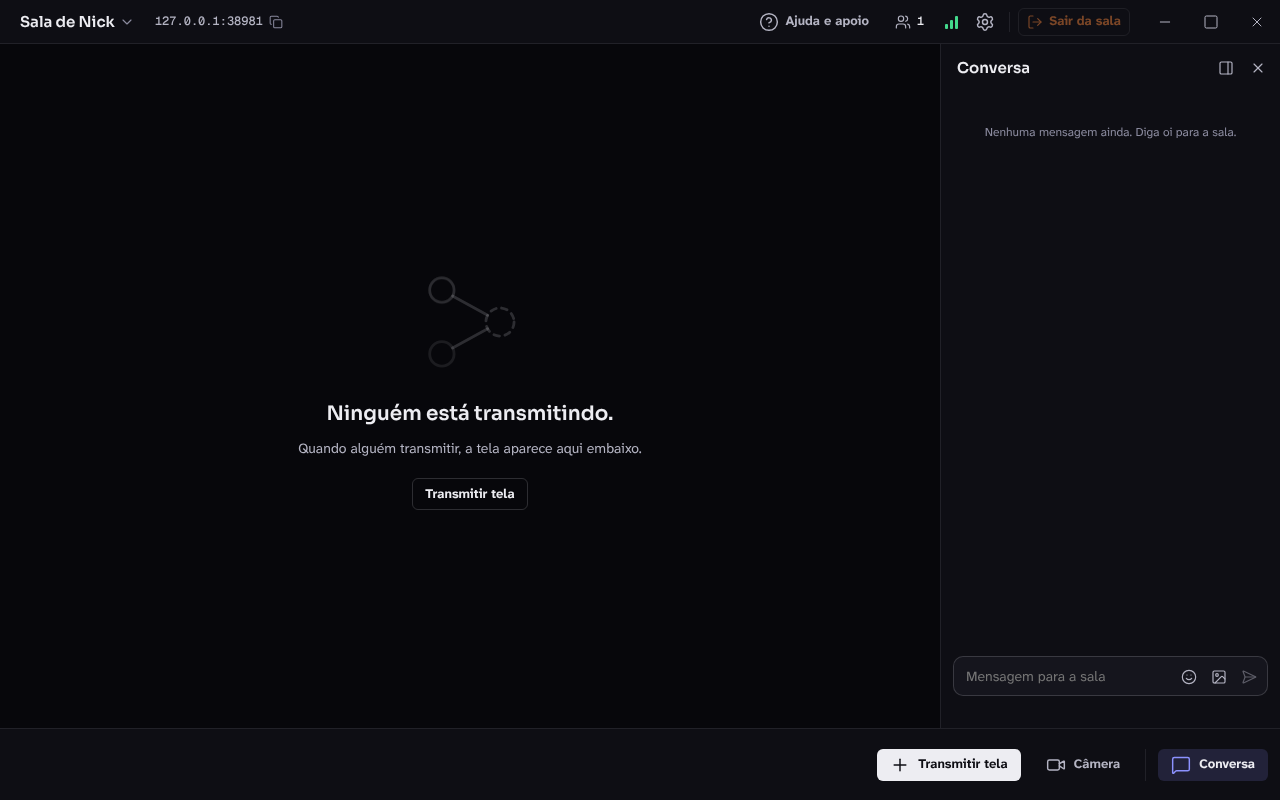 Sala de Nick
127.0.0.1:38981
Ajuda e apoio
1
Sair da sala
Conversa
Nenhuma mensagem ainda. Diga oi para a sala.
Ninguém está transmitindo.
Quando alguém transmitir, a tela aparece aqui embaixo.
Transmitir tela
Mensagem para a sala
Transmitir tela
Câmera
Conversa